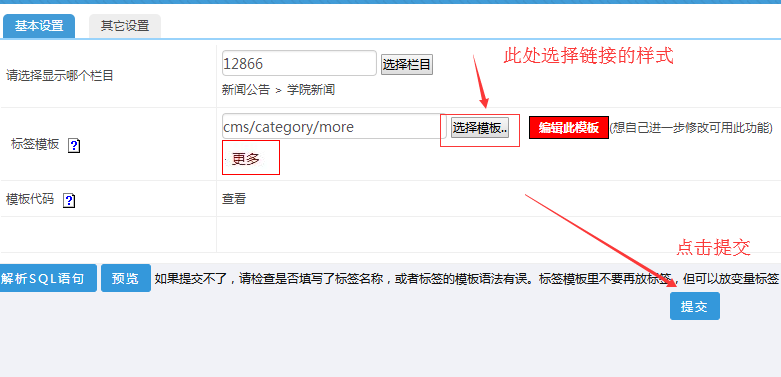 基本设置 其它设置
此处选择链接的样式
请选择显示哪个栏目 12866 选择栏目
新闻公告 > 学院新闻
标签模板 ? cms/category/more 选择模板.. 编辑此模板 (想自己进一步修改可用此功能)
· 更多
模板代码 ? 查看
点击提交
解析SQL语句 预览 如果提交不了，请检查是否填写了标签名称，或者标签的模板语法有误。标签模板里不要再放标签，但可以放变量标签
提交